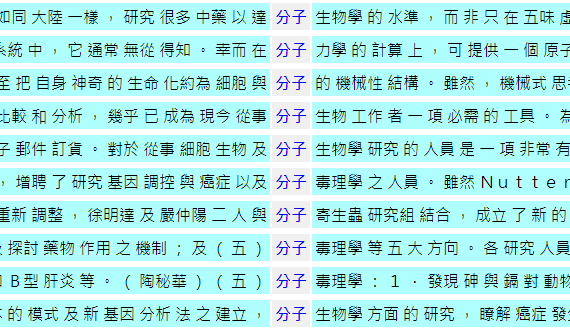 如同 大陸 一樣 ， 研究 很多 中藥 以 達 分子 生物學 的 水準 ， 而 非 只 在 五味
系統 中 ， 它 通常 無從 得知 。 幸而 在 分子 力學 的 計算 上 ， 可 提供 一 個 原子
至 把 自身 神奇 的 生命 化約為 細胞 與 分子 的 機械性 結構 。 雖然 ， 機械式 思
比較 和 分析 ， 幾乎 已 成為 現今 從事 分子 生物 工作 者 一 項 必需 的 工具 。 為
子 郵件 訂貨 。 對於 從事 細胞 生物 及 分子 生物學 研究 的 人員 是 一 項 非常 有
， 增聘 了 研究 基因 調控 與 癌症 以及 分子 毒理學 之 人員 。 雖然 Ｎｕｔｔｅｒ
重新 調整 ， 徐明達 及 嚴仲陽 二 人 與 分子 寄生蟲 研究組 結合 ， 成立 了 新 的
及 探討 藥物 作用 之 機制 ； 及 （ 五 ） 分子 毒理學 等 五 大 方向 。 各 研究 人員
Ｂ型 肝炎 等 。 （ 陶秘華 ） （ 五 ） 分子 毒理學 ： １ ． 發現 砷 與 鎘 對 動物
的 模式 及 新 基因 分析 法 之 建立 ， 分子 生物學 方面 的 研究 ， 瞭解 癌症 發